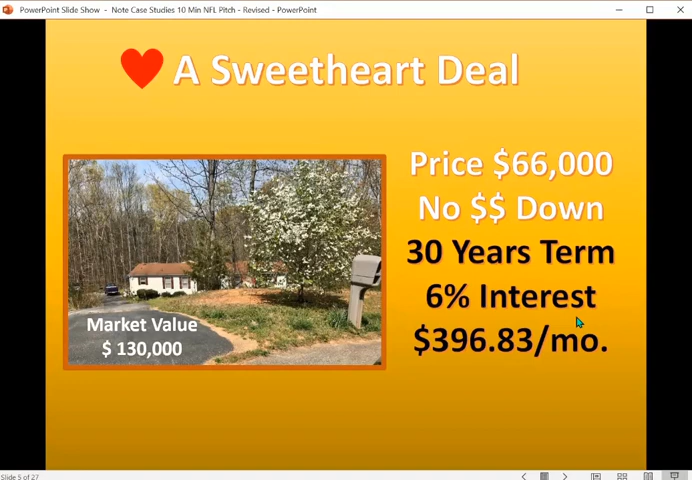 PowerPoint Slide Show - Note Case Studies 10 Min NFL Pitch - Revised - PowerPoint
A Sweetheart Deal
Price $66,000
No $$ Down
30 Years Term
6% Interest
$396.83/mo.
Market Value
$ 130,000
Slide 5 of 27